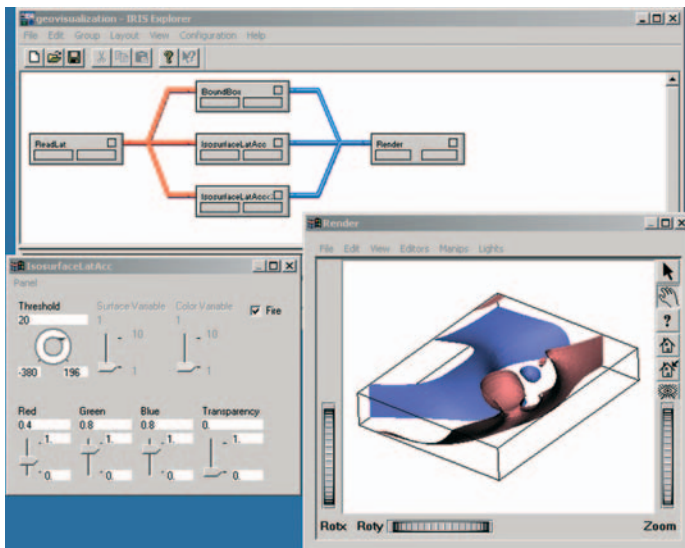 geovisualization - IRIS Explorer
File Edit Group Layout View Configuration Help
BoundBox
ReadLat
IsosurfaceLatAcc
Render
IsosurfaceLatAcc<2>
Render
File Edit View Editors Manips Lights
IsosurfaceLatAcc
Panel
Threshold Surface Variable Color Variable Fire
20 1 1
10 10
1 1
-380 196
Red Green Blue Transparency
0.4 0.8 0.8 0.
1. 1. 1. 1.
0. 0. 0. 0.
Rotx Roty Zoom